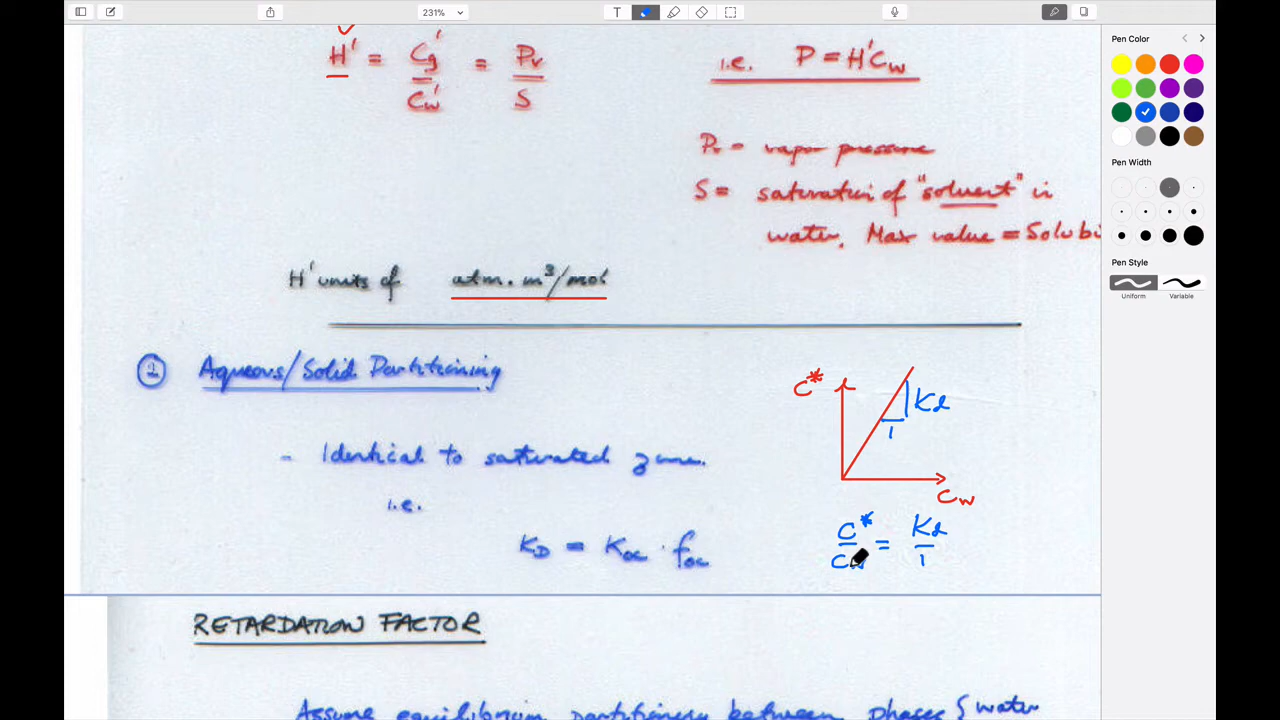 231%
T
H' = Cg' / Cw' = Pv / S
i.e. P = H'Cw
Pv = vapor pressure
S = saturation of "solvent" in
water. Max value = Solubi
H' units of atm. m³/mol
① Aqueous/Solid Partitioning
- Identical to saturated zone.
i.e.
KD = Koc · foc
C*
Kd
1
Cw
C* / Cw = Kd / 1
RETARDATION FACTOR
Assume equilibrium partitioning between phases { water
Pen Color
Pen Width
Pen Style
Uniform
Variable